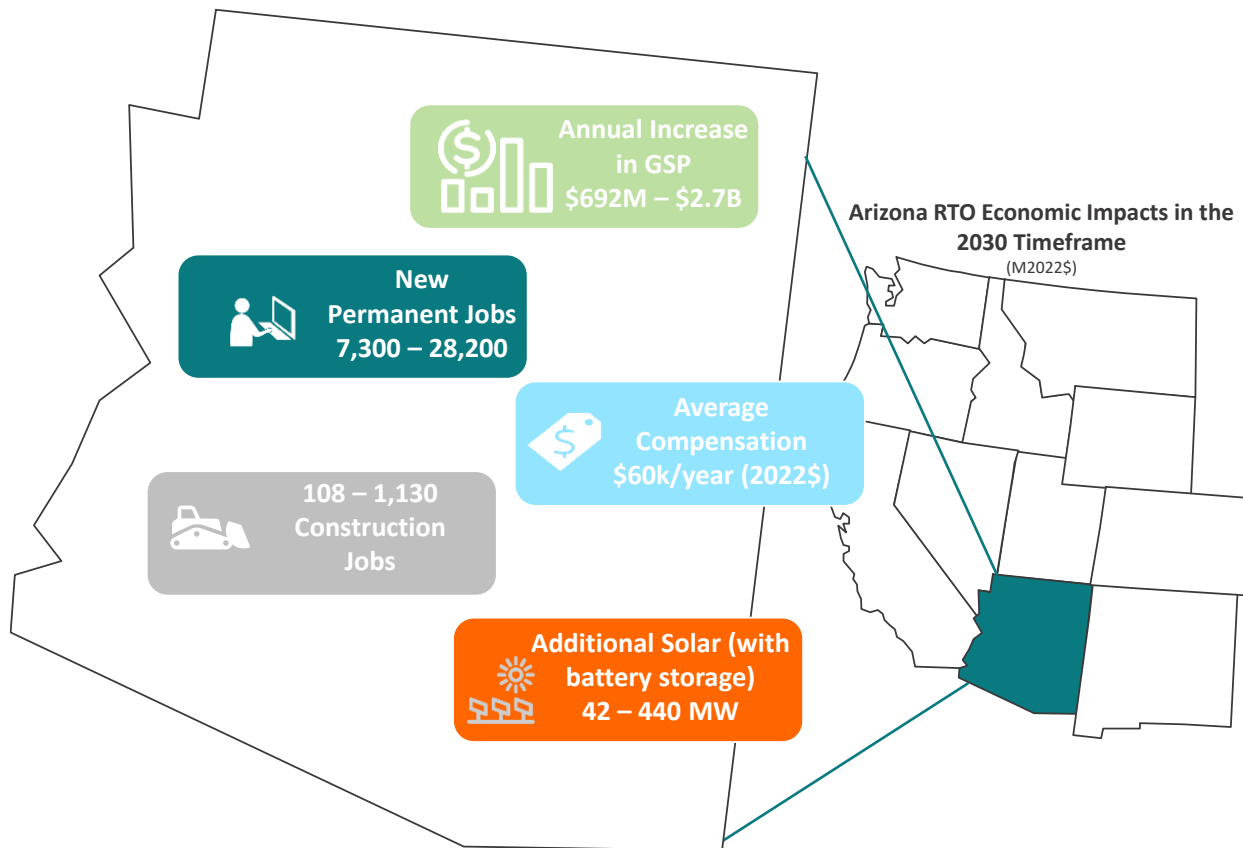 Annual Increase
in GSP
$692M – $2.7B
Arizona RTO Economic Impacts in the
2030 Timeframe
(M2022$)
New
Permanent Jobs
7,300 – 28,200
Average
Compensation
$60k/year (2022$)
108 – 1,130
Construction
Jobs
Additional Solar (with
battery storage)
42 – 440 MW